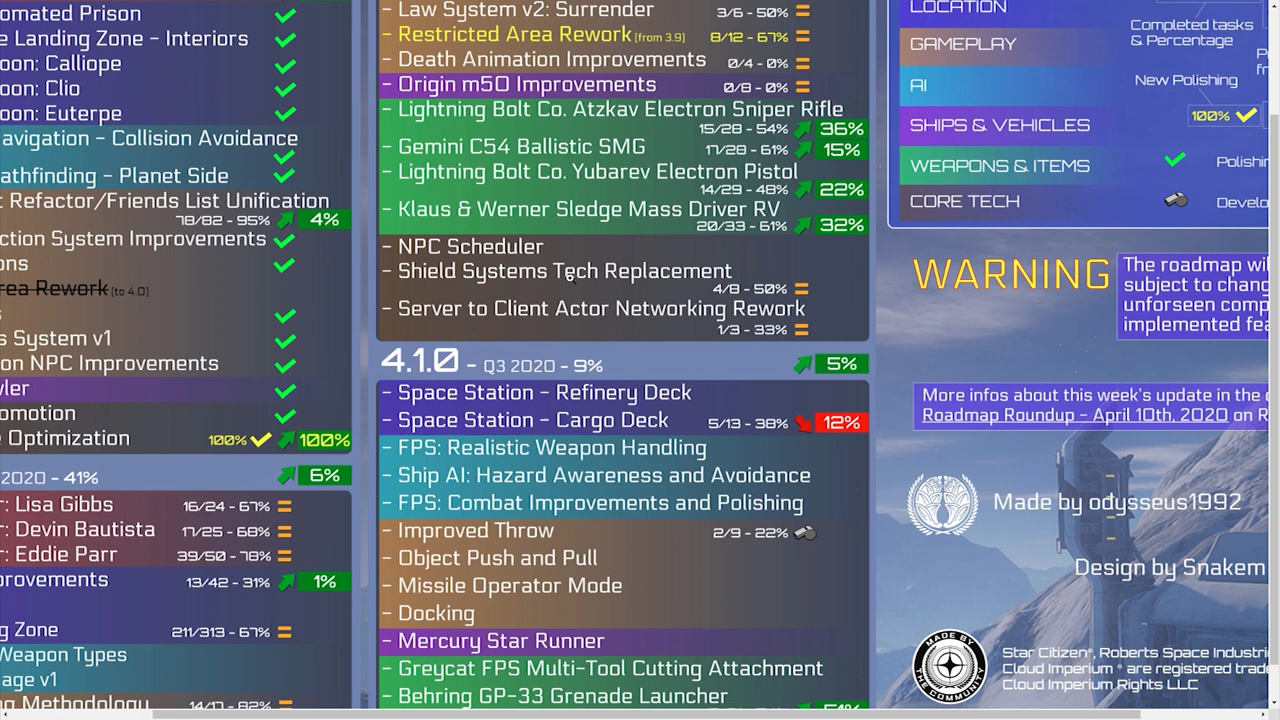 omated Prison
e Landing Zone - Interiors
oon: Calliope
oon: Clio
oon: Euterpe
avigation - Collision Avoidance
athfinding - Planet Side
t Refactor/Friends List Unification
78/82 - 95% 4%
ction System Improvements
ons
rea Rework [to 4.0]
s
s System v1
on NPC Improvements
wler
omotion
e Optimization 100% 100%
2020 - 41% 6%
r: Lisa Gibbs 16/24 - 67%
r: Devin Bautista 17/25 - 68%
r: Eddie Parr 39/50 - 78%
provements 13/42 - 31% 1%
g Zone 211/313 - 67%
Weapon Types
age v1
ng Methodology 14/17 - 82%
- Law System v2: Surrender 3/6 - 50%
- Restricted Area Rework [from 3.9] 8/12 - 67%
- Death Animation Improvements 0/4 - 0%
- Origin m50 Improvements 0/8 - 0%
- Lightning Bolt Co. Atzkav Electron Sniper Rifle
15/28 - 54% 36%
- Gemini C54 Ballistic SMG 17/28 - 61% 15%
- Lightning Bolt Co. Yubarev Electron Pistol
14/29 - 48% 22%
- Klaus & Werner Sledge Mass Driver RV
20/33 - 61% 32%
- NPC Scheduler
- Shield Systems Tech Replacement
4/8 - 50%
- Server to Client Actor Networking Rework
1/3 - 33%
4.1.0 - Q3 2020 - 9% 5%
- Space Station - Refinery Deck
- Space Station - Cargo Deck 5/13 - 38% 12%
- FPS: Realistic Weapon Handling
- Ship AI: Hazard Awareness and Avoidance
- FPS: Combat Improvements and Polishing
- Improved Throw 2/9 - 22%
- Object Push and Pull
- Missile Operator Mode
- Docking
- Mercury Star Runner
- Greycat FPS Multi-Tool Cutting Attachment
- Behring GP-33 Grenade Launcher
LOCATION
GAMEPLAY
AI
SHIPS & VEHICLES
WEAPONS & ITEMS
CORE TECH
Completed tasks
& Percentage
New Polishing
100%
Polishi
Develo
WARNING
The roadmap wil
subject to chang
unforseen comp
implemented fea
More infos about this week's update in the
Roadmap Roundup - April 10th, 2020 on R
Made by odysseus1992
Design by Snakem
MADE BY
THE COMMUNITY
Star Citizen®, Roberts Space Industri
Cloud Imperium ® are registered trade
Cloud Imperium Rights LLC